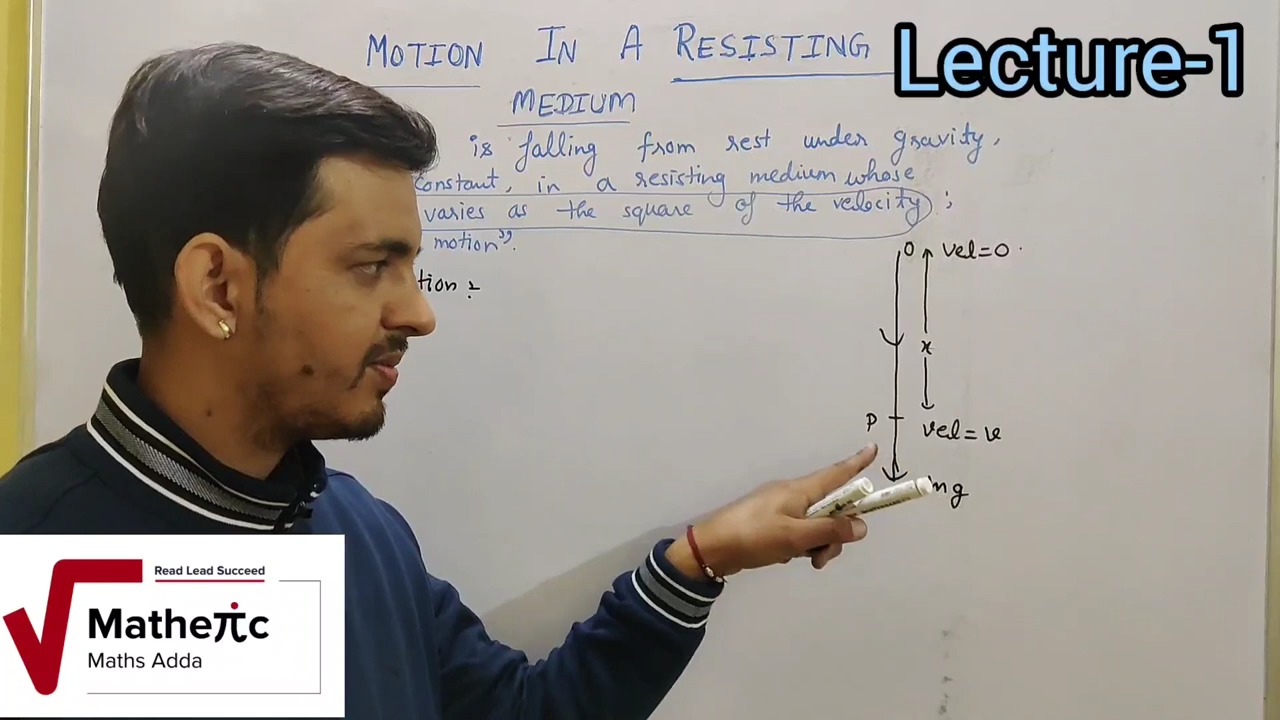 MOTION IN A RESISTING
Lecture-1
MEDIUM
is falling from rest under gravity,
constant, in a resisting medium whose
varies as the square of the velocity ;
motion".
tion :
O vel=0
x
P
vel=v
mg
Read Lead Succeed
Matheπc
Maths Adda